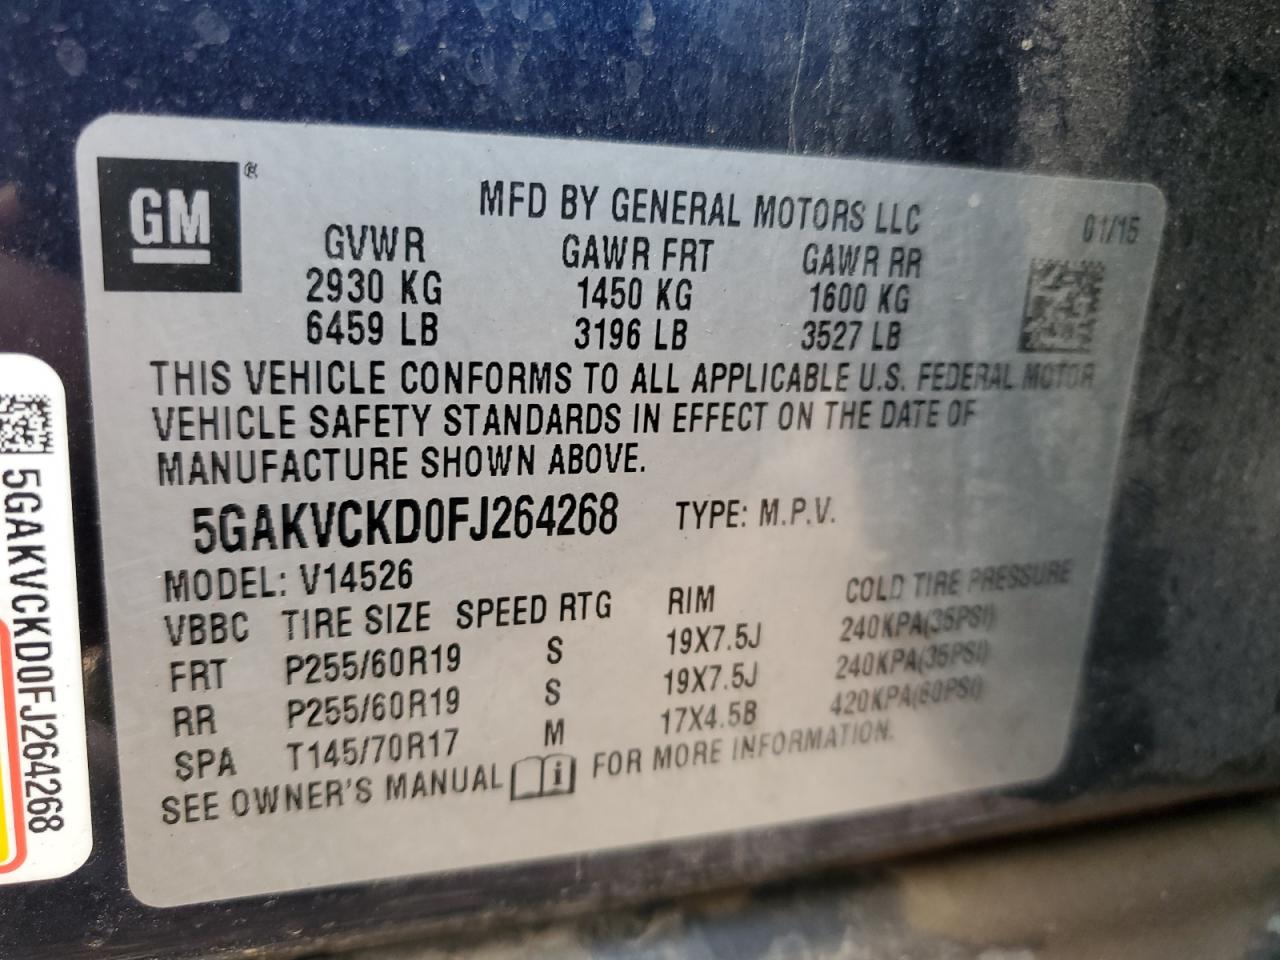 GM ®
MFD BY GENERAL MOTORS LLC 01/15
GVWR GAWR FRT GAWR RR
2930 KG 1450 KG 1600 KG
6459 LB 3196 LB 3527 LB
THIS VEHICLE CONFORMS TO ALL APPLICABLE U.S. FEDERAL MOTOR
VEHICLE SAFETY STANDARDS IN EFFECT ON THE DATE OF
MANUFACTURE SHOWN ABOVE.
5GAKVCKD0FJ264268 TYPE: M.P.V.
MODEL: V14526
VBBC TIRE SIZE SPEED RTG RIM COLD TIRE PRESSURE
FRT P255/60R19 S 19X7.5J 240KPA(35PSI)
RR P255/60R19 S 19X7.5J 240KPA(35PSI)
SPA T145/70R17 M 17X4.5B 420KPA(60PSI)
SEE OWNER'S MANUAL i FOR MORE INFORMATION.
5GAKVCKD0FJ264268